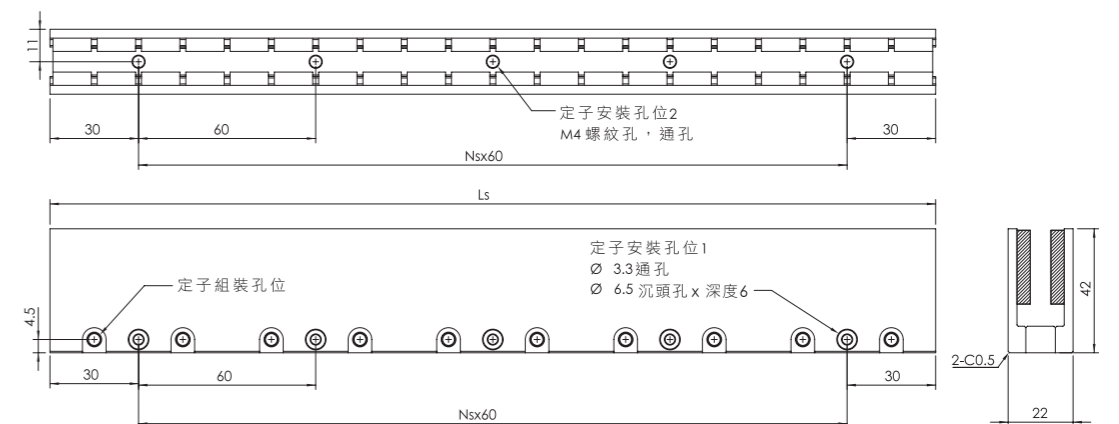 11
30
60
30
定子安裝孔位2
M4 螺紋孔，通孔
Nsx60
Ls
定子安裝孔位1
Ø 3.3通孔
Ø 6.5 沉頭孔 x 深度6
定子組裝孔位
4.5
30
60
30
Nsx60
42
2-C0.5
22